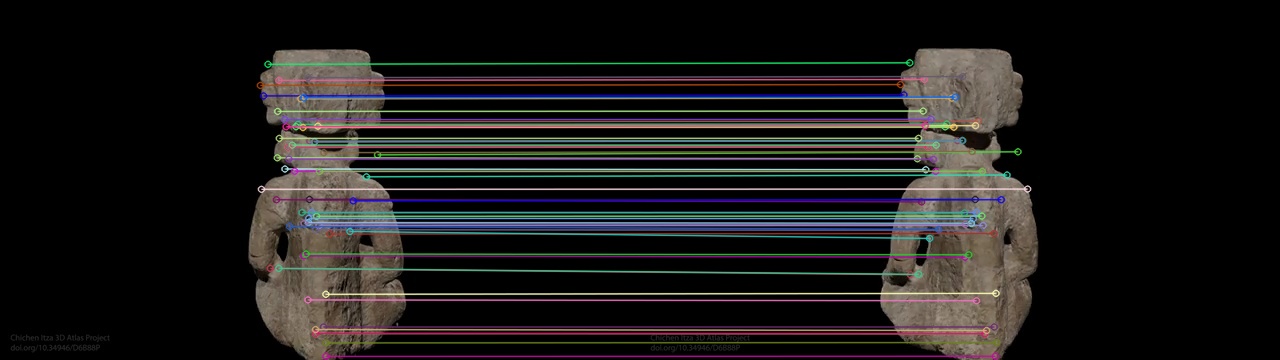 Chichen Itza 3D Atlas Project
doi.org/10.34946/D6B88P
Chichen Itza 3D Atlas Project
doi.org/10.34946/D6B88P